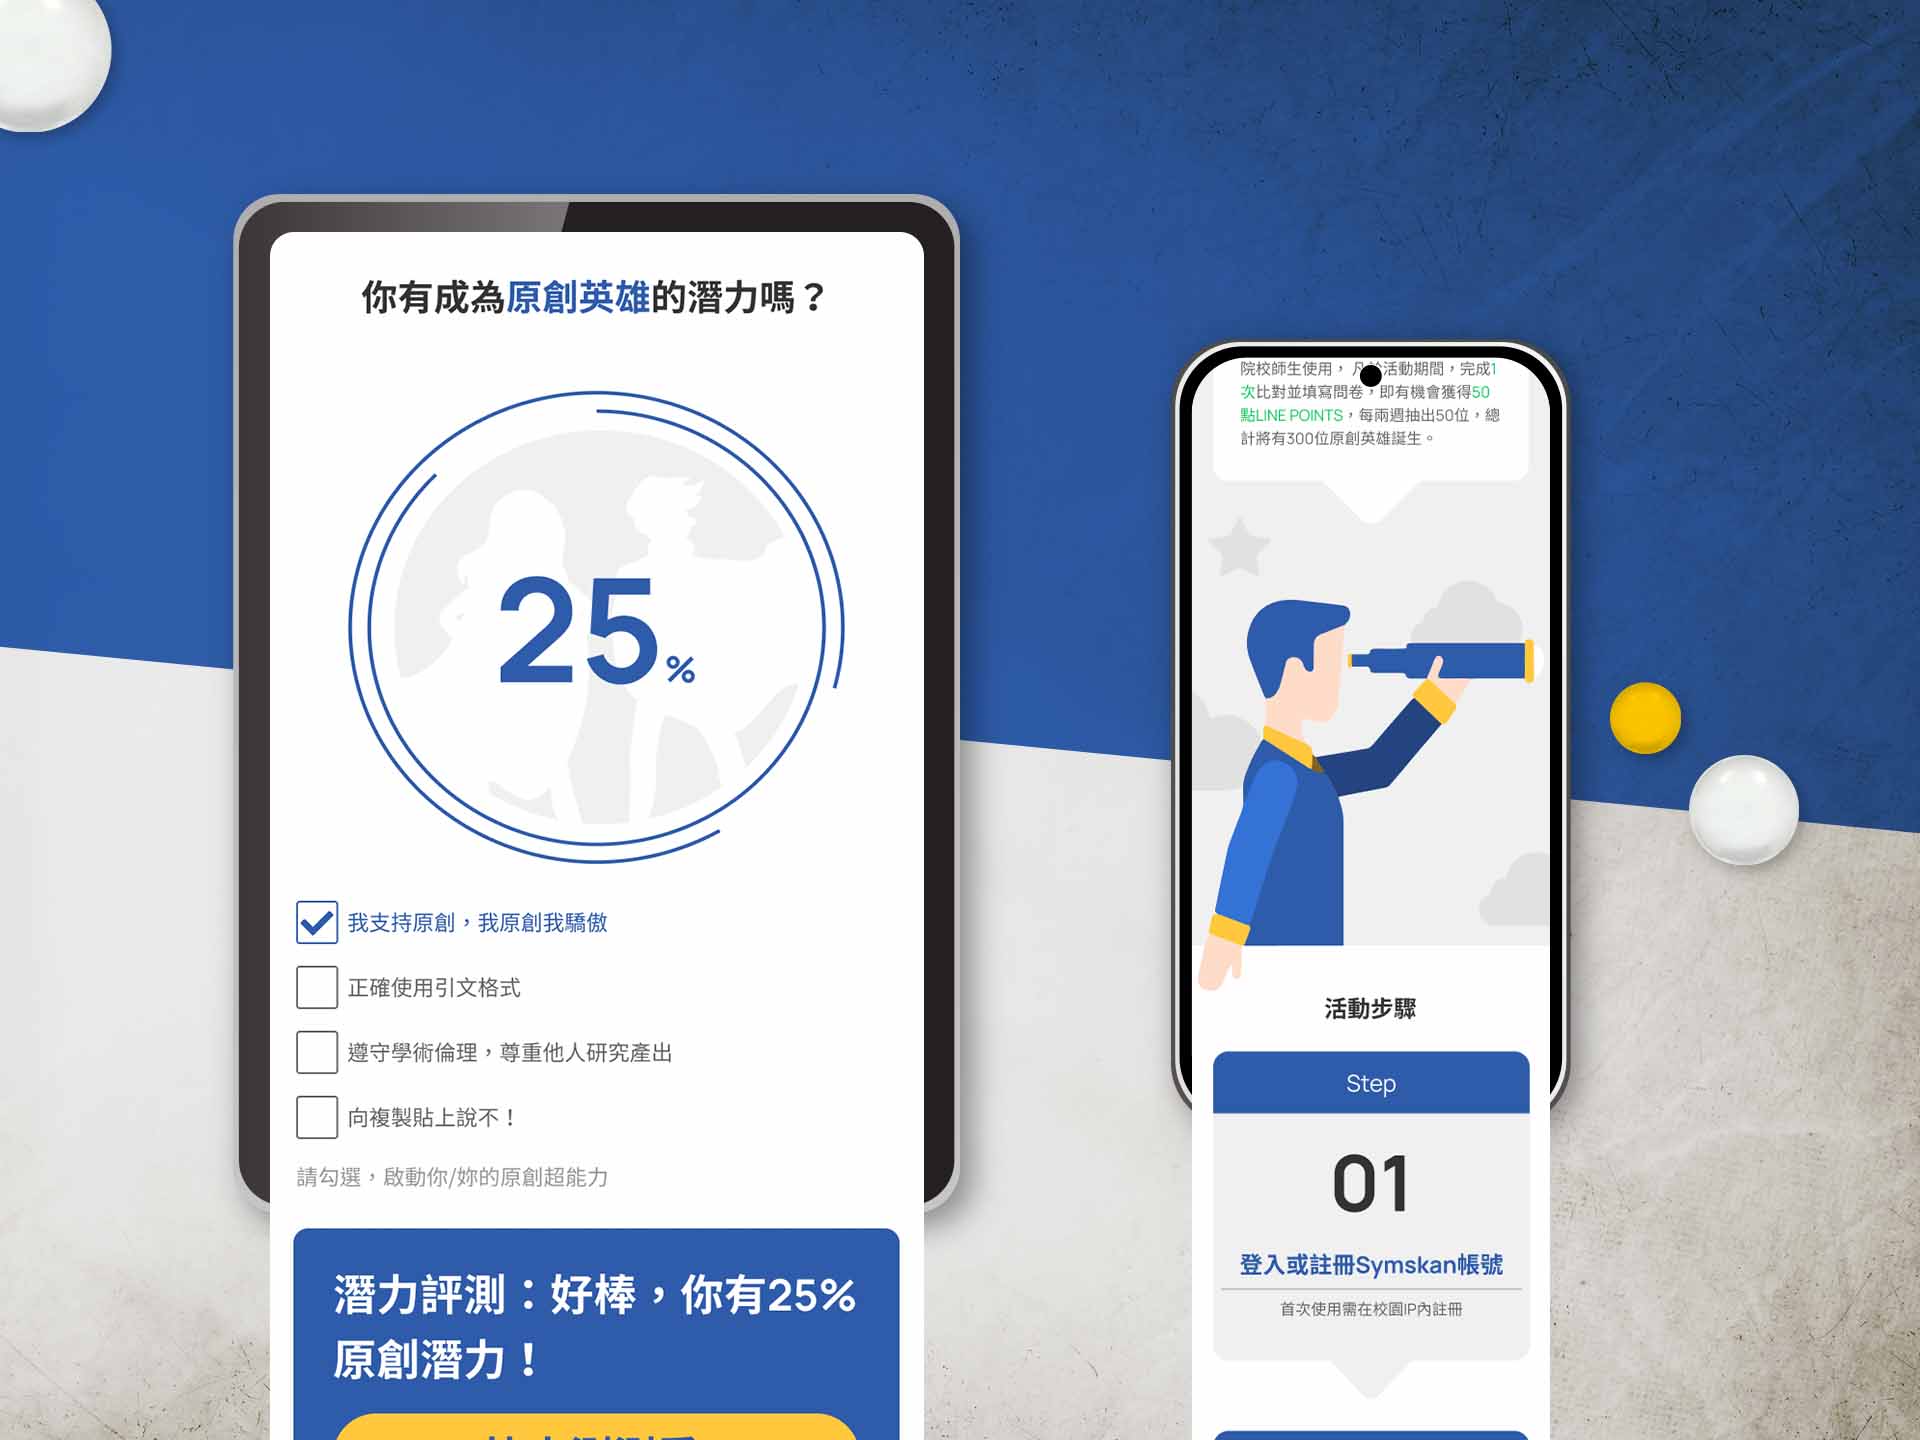 你有成為原創英雄的潛力嗎？
25%
我支持原創，我原創我驕傲
正確使用引文格式
遵守學術倫理，尊重他人研究產出
向複製貼上說不！
請勾選，啟動你/妳的原創超能力
潛力評測：好棒，你有25%
原創潛力！
院校師生使用， 凡於活動期間，完成1
次比對並填寫問卷，即有機會獲得50
點LINE POINTS，每兩週抽出50位，總
計將有300位原創英雄誕生。
活動步驟
Step
01
登入或註冊Symskan帳號
首次使用需在校園IP內註冊